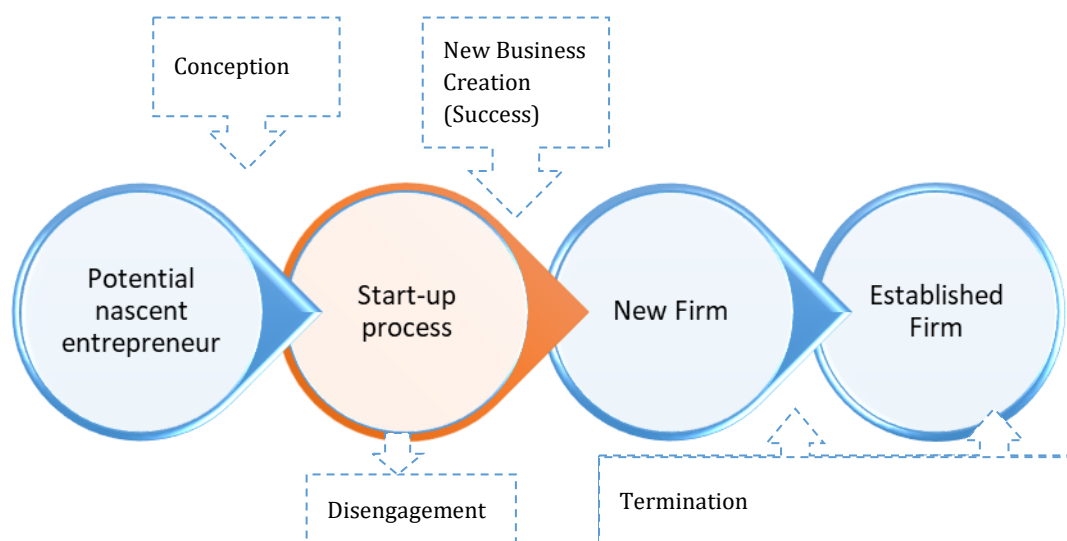 Conception
New Business
Creation
(Success)
Potential
nascent
entrepreneur
Start-up
process
New Firm
Established
Firm
Disengagement
Termination